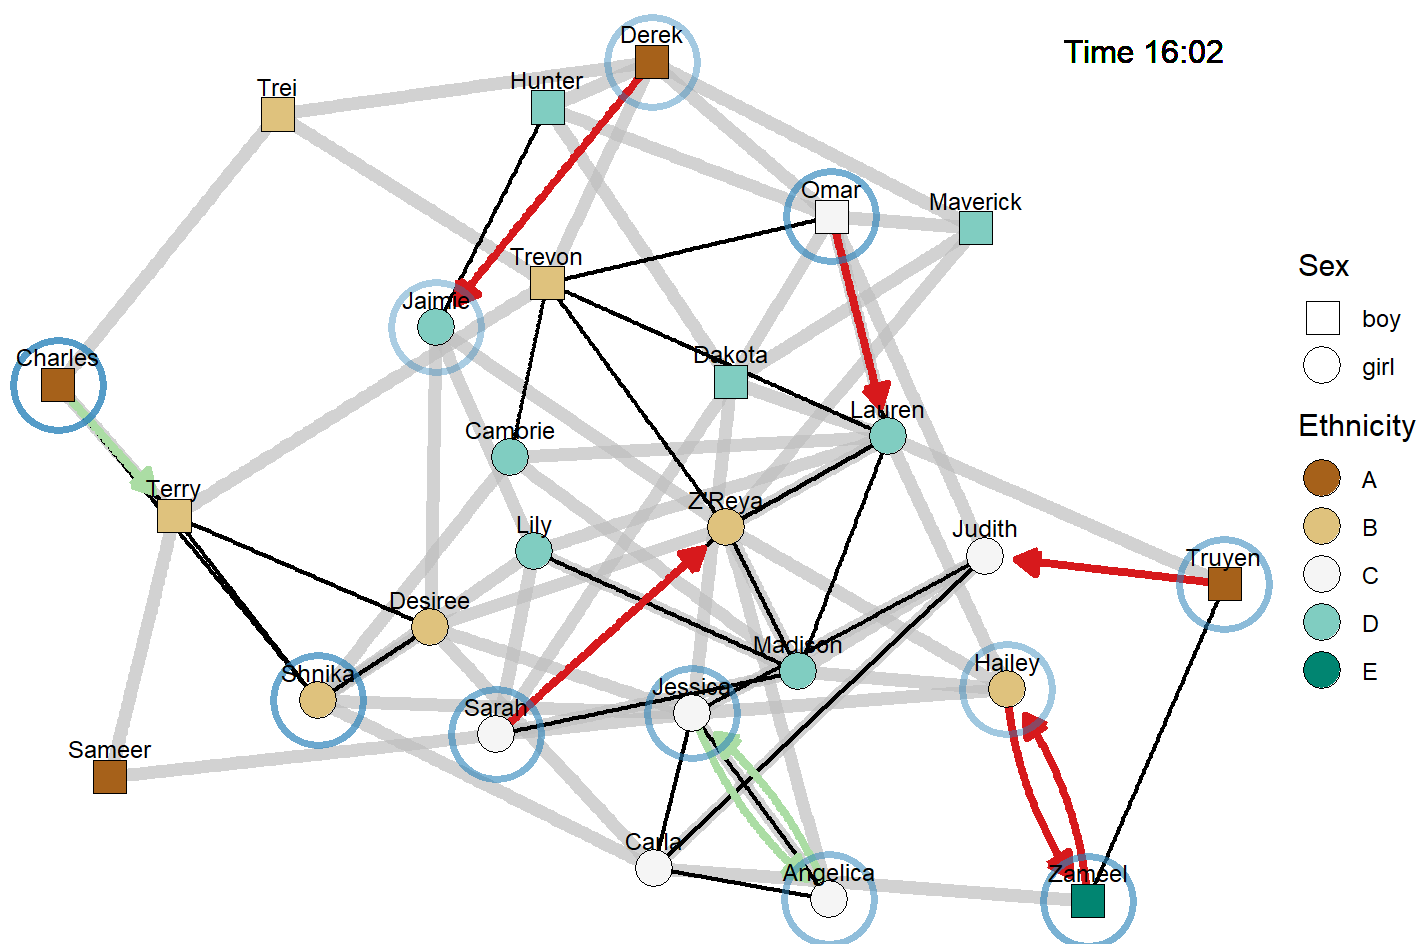 Derek
Time 16:02
Hunter
Trei
Omar
Maverick
Trevon
Sex
Jaimie
boy
Charles
Dakota
girl
Lauren
Ethnicity
Camorie
A
Terry
Z'Reya
B
Lily
Judith
Truyen
C
Desiree
D
Madison
Hailey
E
Shnika
Jessica
Sarah
Sameer
Carla
Angelica
Zameel